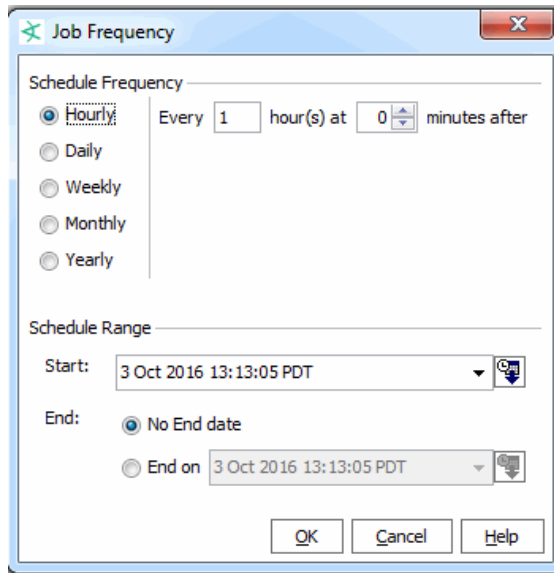 Job Frequency
Schedule Frequency
Hourly
Every 1 hour(s) at 0 minutes after
Daily
Weekly
Monthly
Yearly
Schedule Range
Start: 3 Oct 2016 13:13:05 PDT
End: No End date
End on 3 Oct 2016 13:13:05 PDT
OK Cancel Help